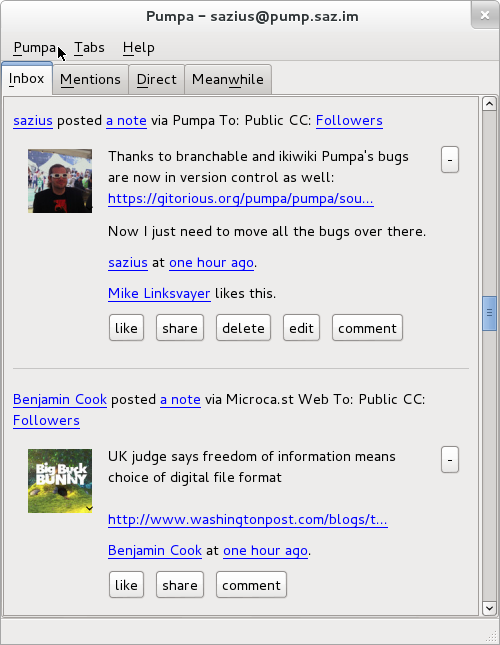 Pumpa - sazius@pump.saz.im
Pumpa Tabs Help
Inbox Mentions Direct Meanwhile
sazius posted a note via Pumpa To: Public CC: Followers
Thanks to branchable and ikiwiki Pumpa's bugs
are now in version control as well:
https://gitorious.org/pumpa/pumpa/sou...
-
Now I just need to move all the bugs over there.
sazius at one hour ago.
Mike Linksvayer likes this.
like share delete edit comment
Benjamin Cook posted a note via Microca.st Web To: Public CC:
Followers
Big Buck
BUNNY
UK judge says freedom of information means
choice of digital file format
-
http://www.washingtonpost.com/blogs/t...
Benjamin Cook at one hour ago.
like share comment